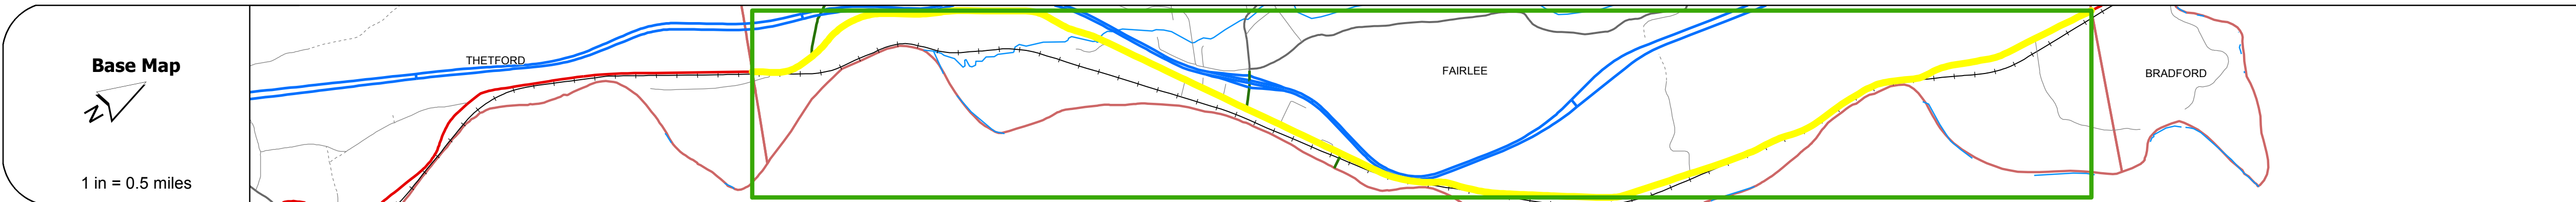 Base Map
N
1 in = 0.5 miles
THETFORD
FAIRLEE
BRADFORD